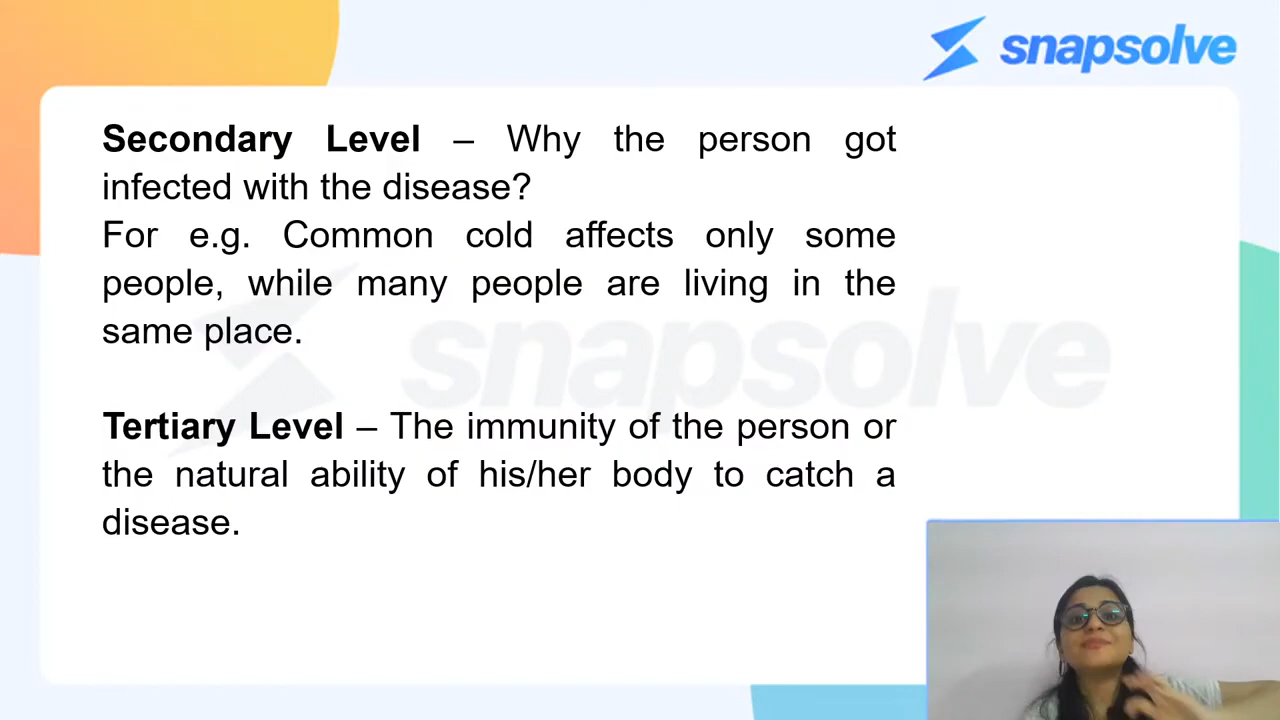 snapsolve
Secondary Level – Why the person got
infected with the disease?
For e.g. Common cold affects only some
people, while many people are living in the
same place.
snapsolve
Tertiary Level – The immunity of the person or
the natural ability of his/her body to catch a
disease.